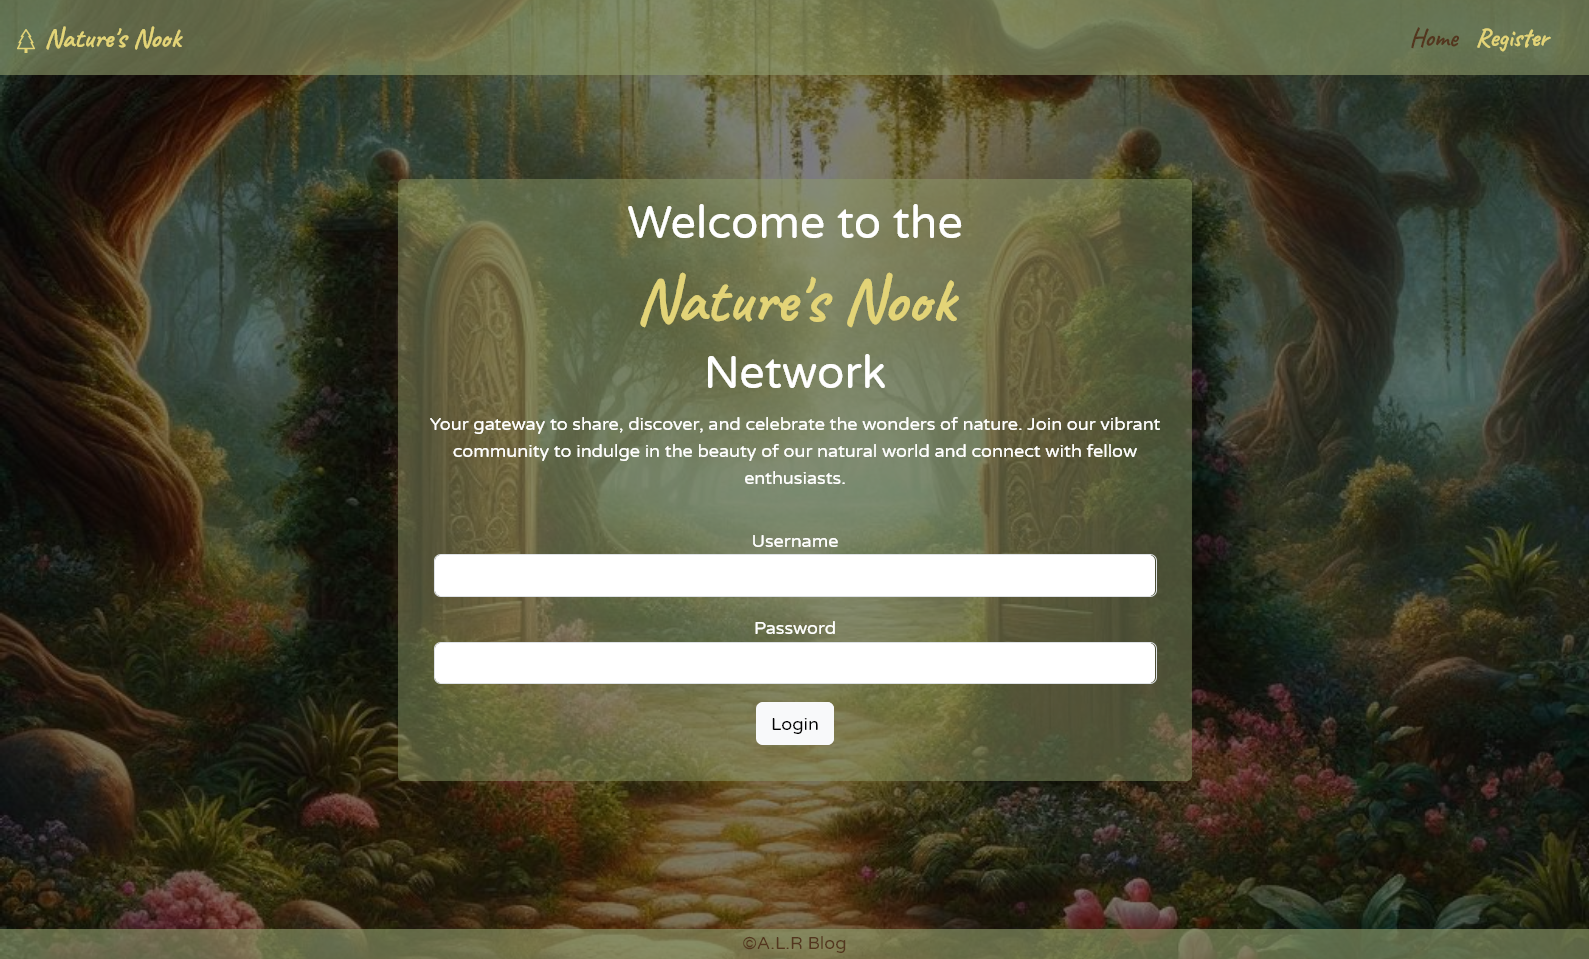 Nature's Nook
Home Register
Welcome to the
Nature's Nook
Network
Your gateway to share, discover, and celebrate the wonders of nature. Join our vibrant
community to indulge in the beauty of our natural world and connect with fellow
enthusiasts.
Username
Password
Login
©A.L.R Blog